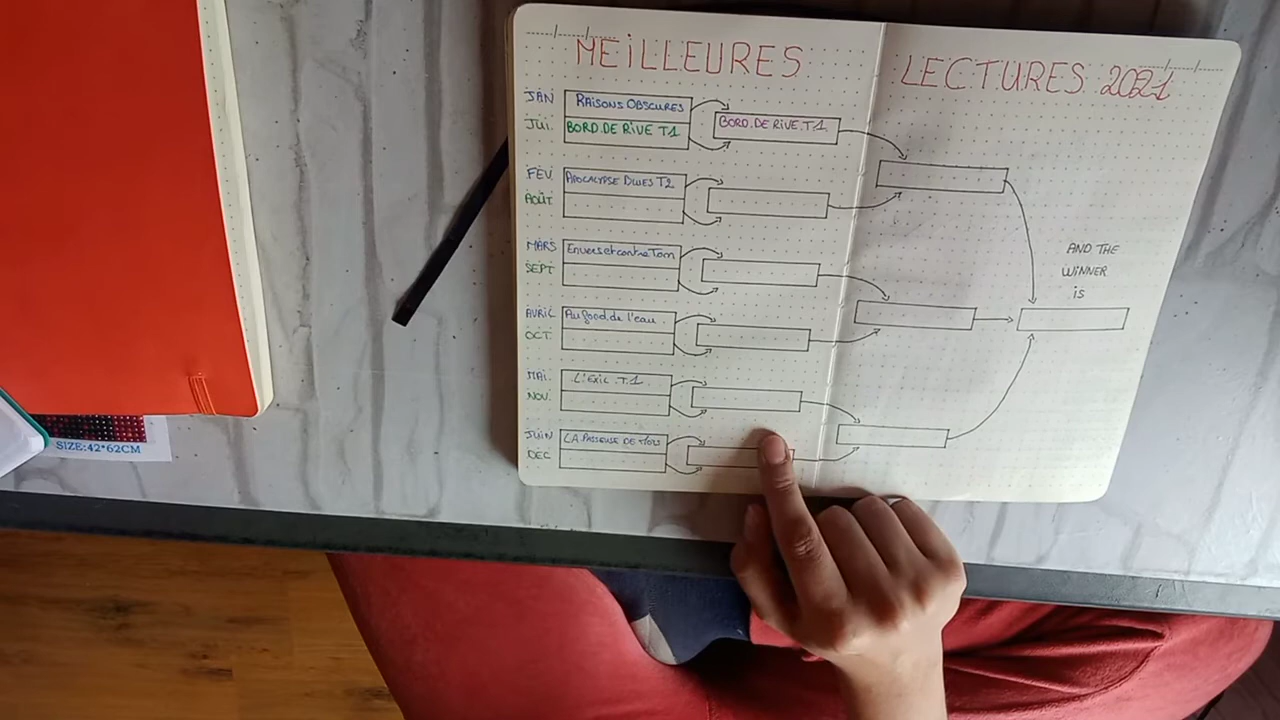 MEILLEURES
LECTURES 2021
JAN
RAISONS OBSCURES
JUI.
BORD.DE RIVE T1
BORD.DE RIVE.T.1.
FEV
APOCALYPSE BLUES T2
AOÛT
MARS
Envers et contre Tom
SEPT
AVRIL
Au fond de l'eau
OCT
MAI.
L'EXIL.T.1
NOV.
JUIN
LA PASSEUSE DE MOTS
DEC
AND THE
WINNER
iS
SIZE:42*62CM